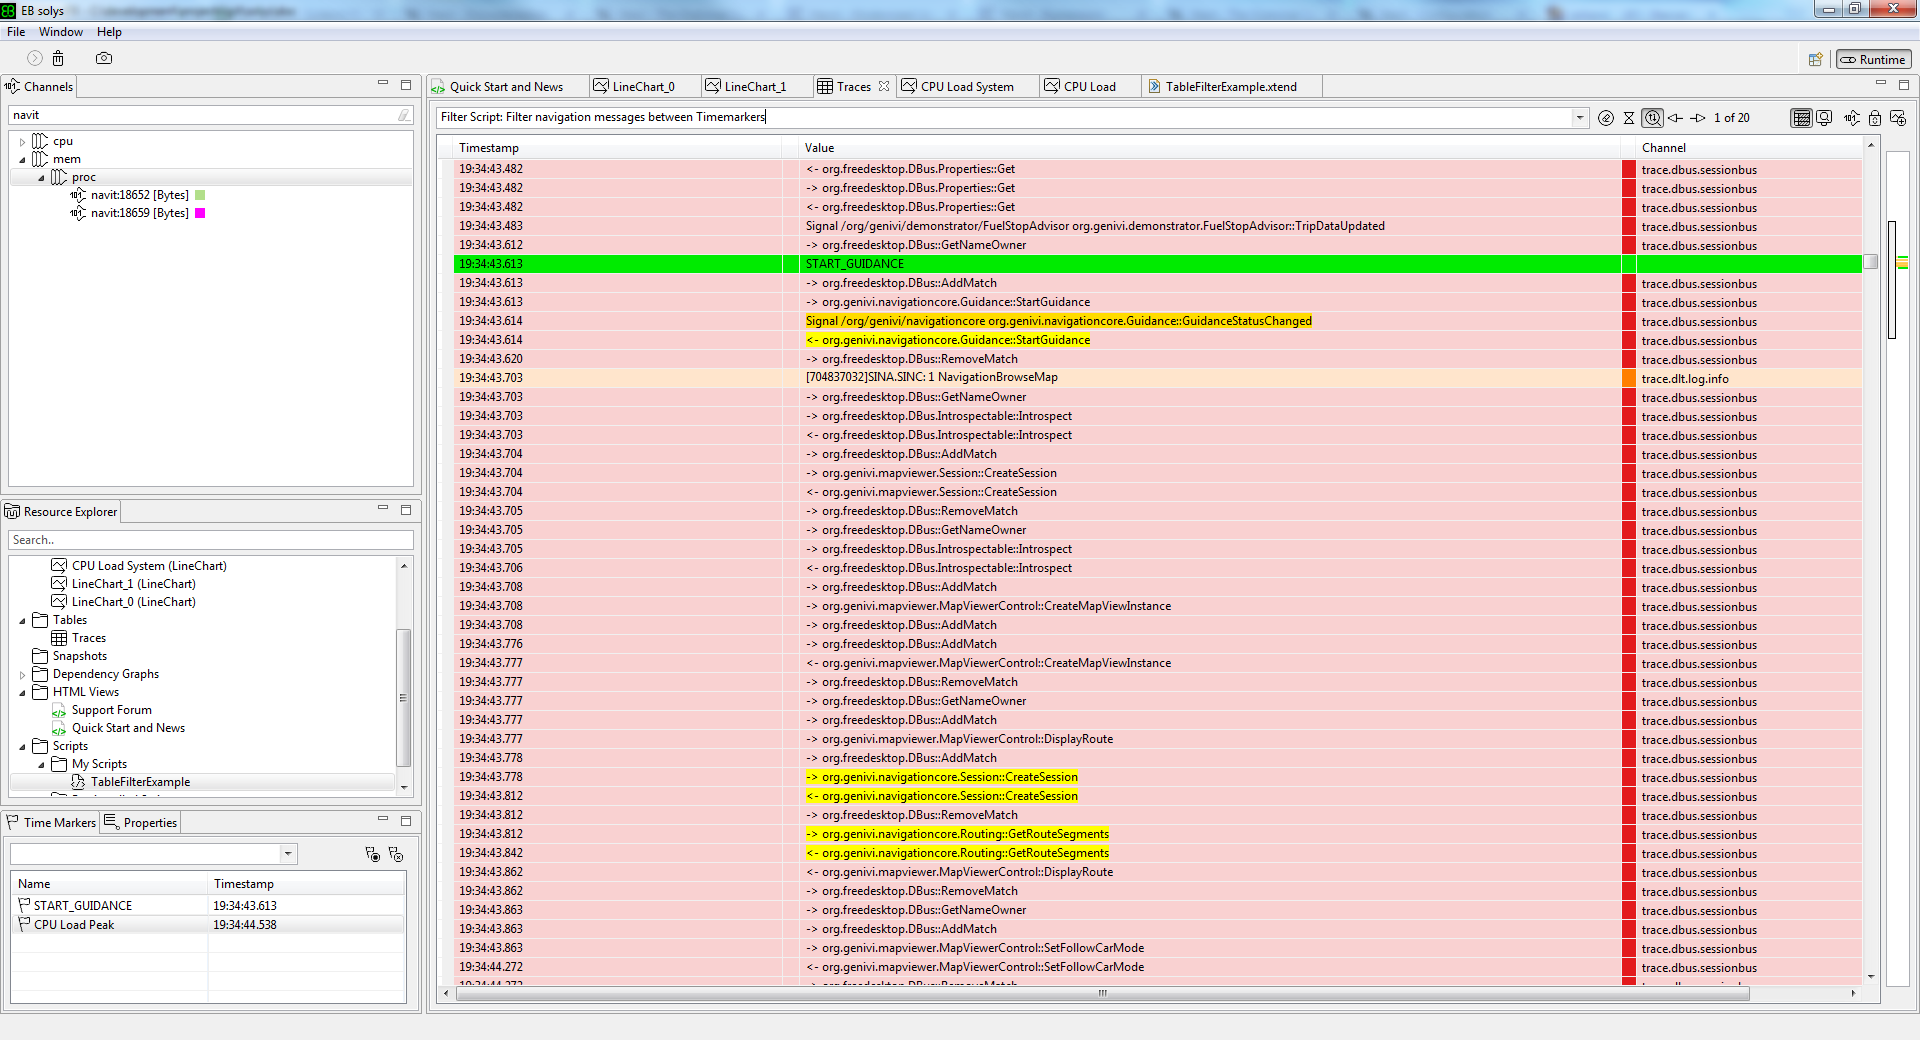 EB solys
File Window Help
Runtime
Channels
navit
cpu
mem
proc
navit:18652 [Bytes]
navit:18659 [Bytes]
Resource Explorer
Search..
CPU Load System (LineChart)
LineChart_1 (LineChart)
LineChart_0 (LineChart)
Tables
Traces
Snapshots
Dependency Graphs
HTML Views
Support Forum
Quick Start and News
Scripts
My Scripts
TableFilterExample
Time Markers Properties
Name Timestamp
START_GUIDANCE 19:34:43.613
CPU Load Peak 19:34:44.538
Quick Start and News LineChart_0 LineChart_1 Traces CPU Load System CPU Load TableFilterExample.xtend
Filter Script: Filter navigation messages between Timemarkers 1 of 20
Timestamp Value Channel
19:34:43.482 <- org.freedesktop.DBus.Properties::Get trace.dbus.sessionbus
19:34:43.482 -> org.freedesktop.DBus.Properties::Get trace.dbus.sessionbus
19:34:43.482 <- org.freedesktop.DBus.Properties::Get trace.dbus.sessionbus
19:34:43.483 Signal /org/genivi/demonstrator/FuelStopAdvisor org.genivi.demonstrator.FuelStopAdvisor::TripDataUpdated trace.dbus.sessionbus
19:34:43.612 -> org.freedesktop.DBus::GetNameOwner trace.dbus.sessionbus
19:34:43.613 START_GUIDANCE
19:34:43.613 -> org.freedesktop.DBus::AddMatch trace.dbus.sessionbus
19:34:43.613 -> org.genivi.navigationcore.Guidance::StartGuidance trace.dbus.sessionbus
19:34:43.614 Signal /org/genivi/navigationcore org.genivi.navigationcore.Guidance::GuidanceStatusChanged trace.dbus.sessionbus
19:34:43.614 <- org.genivi.navigationcore.Guidance::StartGuidance trace.dbus.sessionbus
19:34:43.620 -> org.freedesktop.DBus::RemoveMatch trace.dbus.sessionbus
19:34:43.703 [704837032]SINA.SINC: 1 NavigationBrowseMap trace.dlt.log.info
19:34:43.703 -> org.freedesktop.DBus::GetNameOwner trace.dbus.sessionbus
19:34:43.703 -> org.freedesktop.DBus.Introspectable::Introspect trace.dbus.sessionbus
19:34:43.703 <- org.freedesktop.DBus.Introspectable::Introspect trace.dbus.sessionbus
19:34:43.704 -> org.freedesktop.DBus::AddMatch trace.dbus.sessionbus
19:34:43.704 -> org.genivi.mapviewer.Session::CreateSession trace.dbus.sessionbus
19:34:43.704 <- org.genivi.mapviewer.Session::CreateSession trace.dbus.sessionbus
19:34:43.705 -> org.freedesktop.DBus::RemoveMatch trace.dbus.sessionbus
19:34:43.705 -> org.freedesktop.DBus::GetNameOwner trace.dbus.sessionbus
19:34:43.705 -> org.freedesktop.DBus.Introspectable::Introspect trace.dbus.sessionbus
19:34:43.706 <- org.freedesktop.DBus.Introspectable::Introspect trace.dbus.sessionbus
19:34:43.708 -> org.freedesktop.DBus::AddMatch trace.dbus.sessionbus
19:34:43.708 -> org.genivi.mapviewer.MapViewerControl::CreateMapViewInstance trace.dbus.sessionbus
19:34:43.708 -> org.freedesktop.DBus::AddMatch trace.dbus.sessionbus
19:34:43.776 -> org.freedesktop.DBus::AddMatch trace.dbus.sessionbus
19:34:43.777 <- org.genivi.mapviewer.MapViewerControl::CreateMapViewInstance trace.dbus.sessionbus
19:34:43.777 -> org.freedesktop.DBus::RemoveMatch trace.dbus.sessionbus
19:34:43.777 -> org.freedesktop.DBus::GetNameOwner trace.dbus.sessionbus
19:34:43.777 -> org.freedesktop.DBus::AddMatch trace.dbus.sessionbus
19:34:43.777 -> org.genivi.mapviewer.MapViewerControl::DisplayRoute trace.dbus.sessionbus
19:34:43.778 -> org.freedesktop.DBus::AddMatch trace.dbus.sessionbus
19:34:43.778 -> org.genivi.navigationcore.Session::CreateSession trace.dbus.sessionbus
19:34:43.812 <- org.genivi.navigationcore.Session::CreateSession trace.dbus.sessionbus
19:34:43.812 -> org.freedesktop.DBus::RemoveMatch trace.dbus.sessionbus
19:34:43.812 -> org.genivi.navigationcore.Routing::GetRouteSegments trace.dbus.sessionbus
19:34:43.842 <- org.genivi.navigationcore.Routing::GetRouteSegments trace.dbus.sessionbus
19:34:43.862 <- org.genivi.mapviewer.MapViewerControl::DisplayRoute trace.dbus.sessionbus
19:34:43.862 -> org.freedesktop.DBus::RemoveMatch trace.dbus.sessionbus
19:34:43.863 -> org.freedesktop.DBus::GetNameOwner trace.dbus.sessionbus
19:34:43.863 -> org.freedesktop.DBus::AddMatch trace.dbus.sessionbus
19:34:43.863 -> org.genivi.mapviewer.MapViewerControl::SetFollowCarMode trace.dbus.sessionbus
19:34:44.272 <- org.genivi.mapviewer.MapViewerControl::SetFollowCarMode trace.dbus.sessionbus